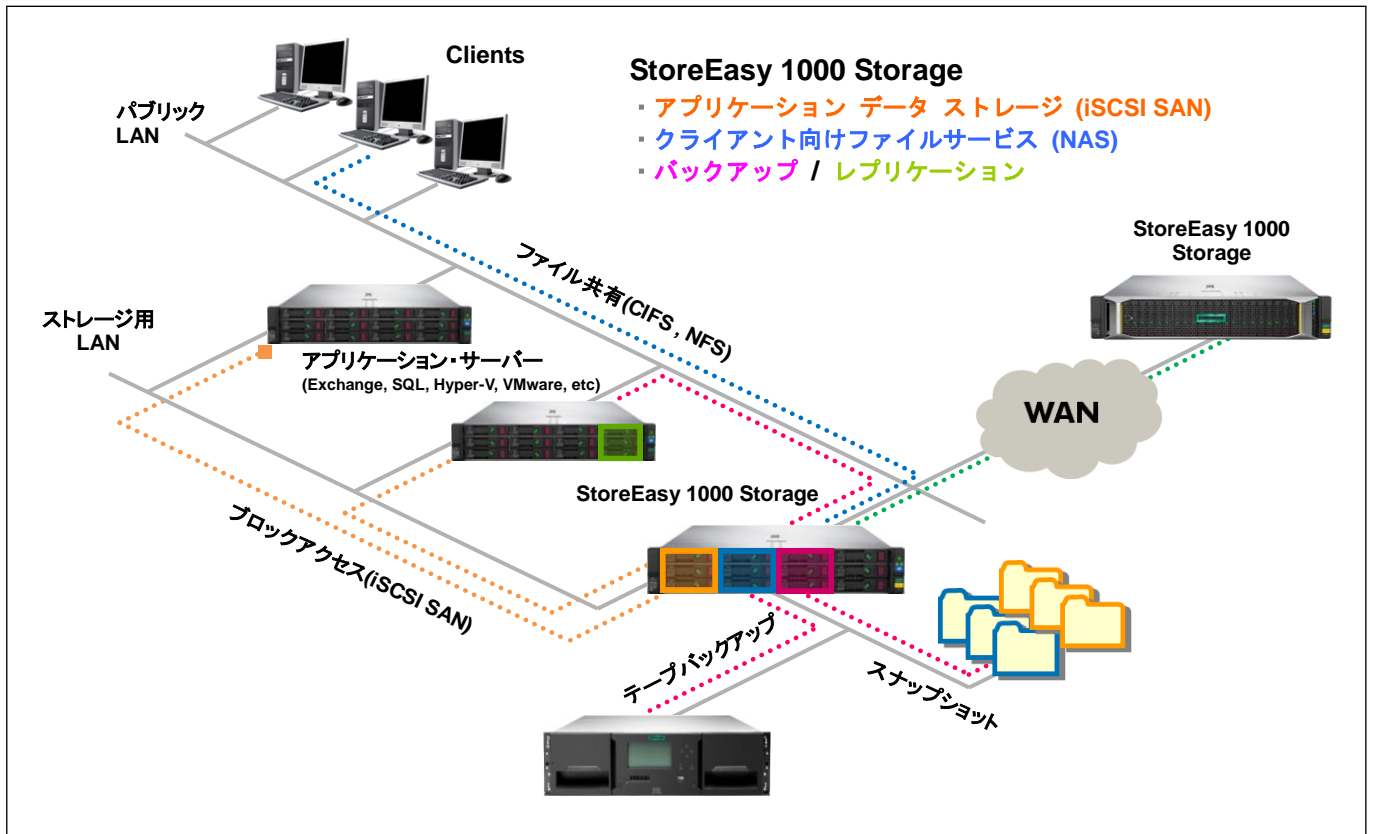 Clients
StoreEasy 1000 Storage
・アプリケーション データ ストレージ (iSCSI SAN)
・クライアント向けファイルサービス (NAS)
・バックアップ / レプリケーション
パブリック
LAN
StoreEasy 1000
Storage
ファイル共有(CIFS , NFS)
ストレージ用
LAN
アプリケーション・サーバー
(Exchange, SQL, Hyper-V, VMware, etc)
WAN
StoreEasy 1000 Storage
ブロックアクセス(iSCSI SAN)
テープバックアップ
スナップショット